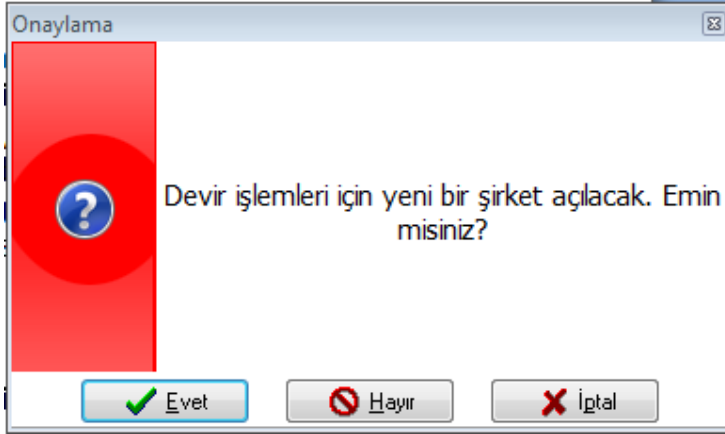 Onaylama
Devir işlemleri için yeni bir şirket açılacak. Emin
misiniz?
Evet
Hayır
İptal